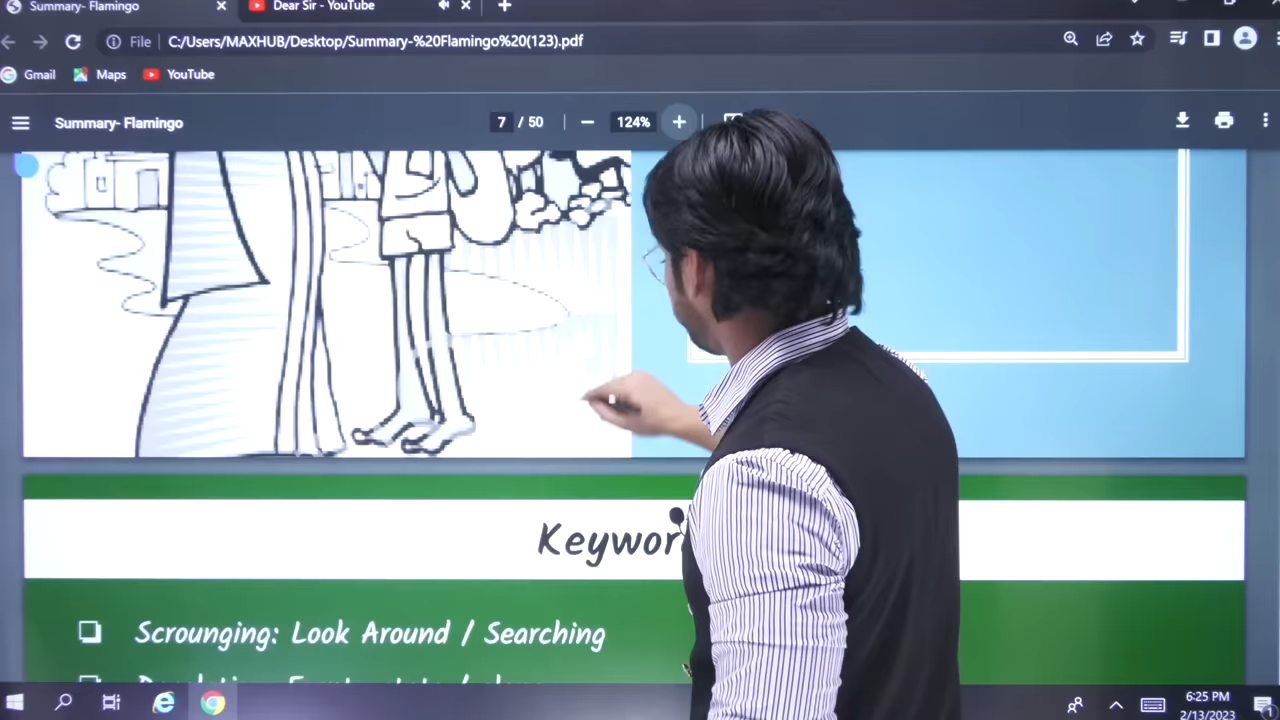 Summary- Flamingo
Dear Sir - YouTube
File
C:/Users/MAXHUB/Desktop/Summary-%20Flamingo%20(123).pdf
Gmail
Maps
YouTube
Summary- Flamingo
7 / 50
124%
Scrounging: Look Around / Searching
6:25 PM
2/13/2023